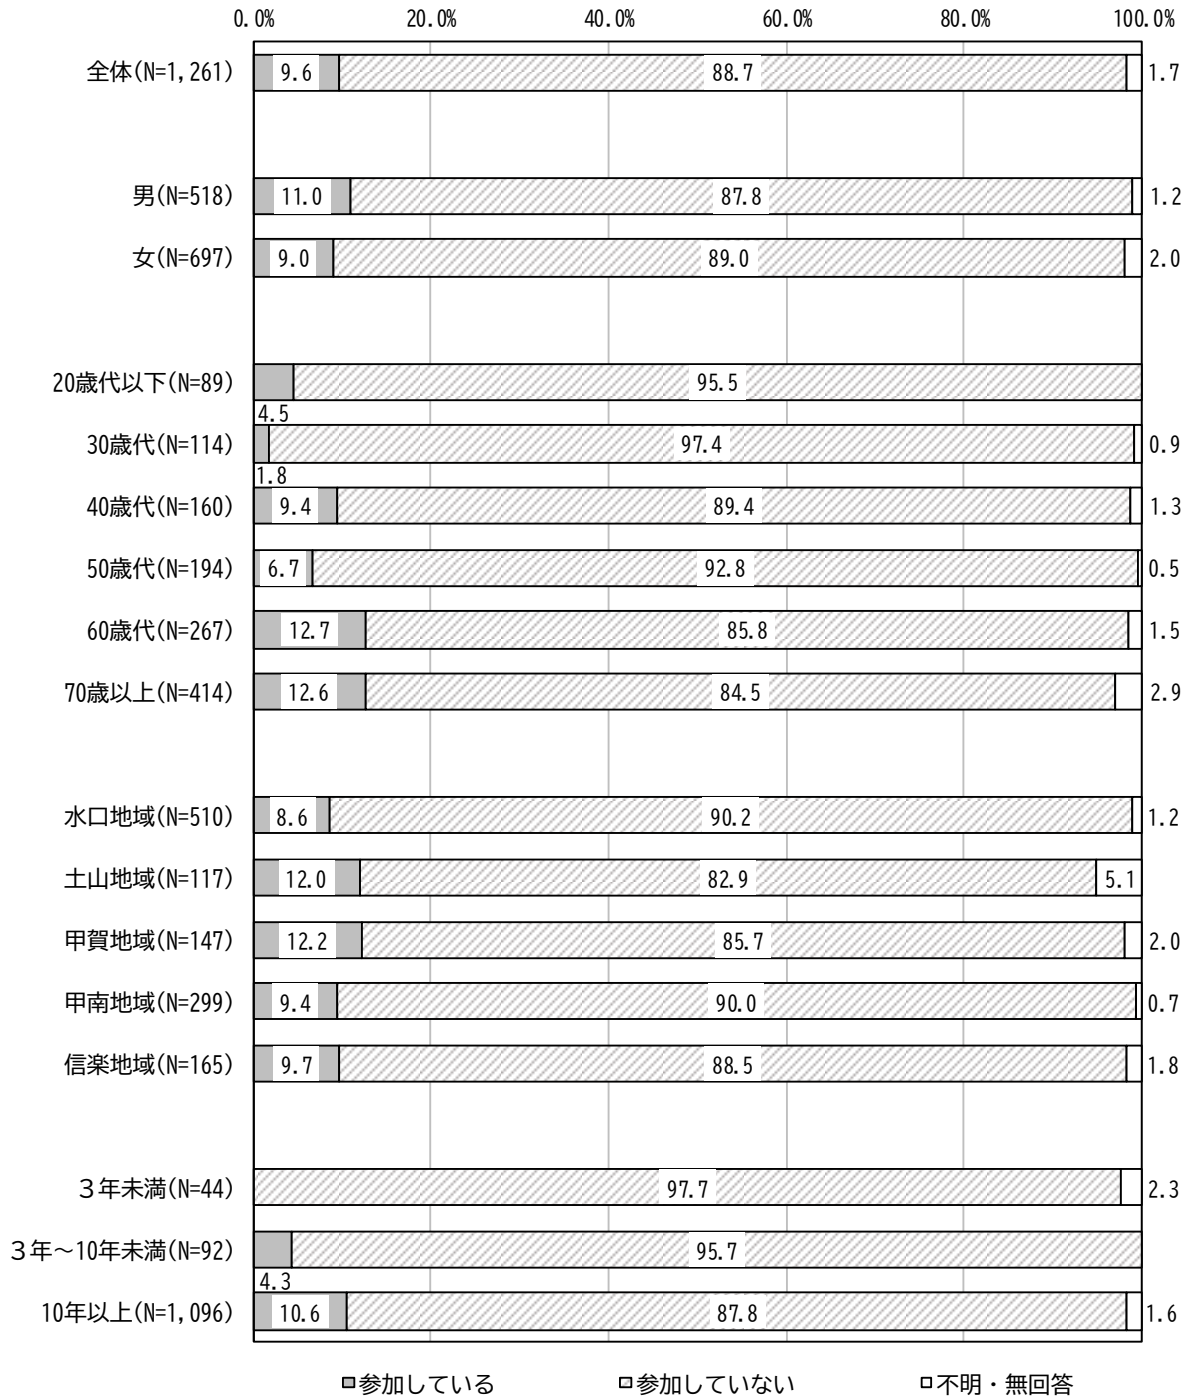 0.0% 20.0% 40.0% 60.0% 80.0% 100.0%
全体(N=1,261) 9.6 88.7 1.7
男(N=518) 11.0 87.8 1.2
女(N=697) 9.0 89.0 2.0
20歳代以下(N=89) 95.5
4.5
30歳代(N=114) 97.4 0.9
1.8
40歳代(N=160) 9.4 89.4 1.3
50歳代(N=194) 6.7 92.8 0.5
60歳代(N=267) 12.7 85.8 1.5
70歳以上(N=414) 12.6 84.5 2.9
水口地域(N=510) 8.6 90.2 1.2
土山地域(N=117) 12.0 82.9 5.1
甲賀地域(N=147) 12.2 85.7 2.0
甲南地域(N=299) 9.4 90.0 0.7
信楽地域(N=165) 9.7 88.5 1.8
３年未満(N=44) 97.7 2.3
３年～10年未満(N=92) 95.7
4.3
10年以上(N=1,096) 10.6 87.8 1.6
参加している 参加していない 不明・無回答